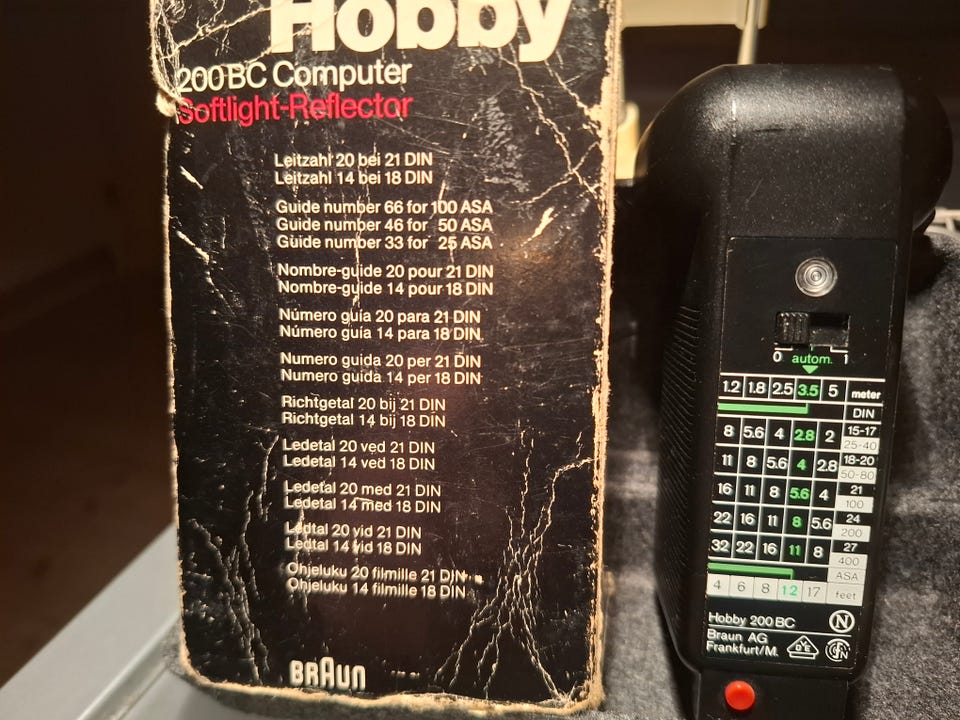 Hobby
200 BC Computer
Softlight-Reflector
Leitzahl 20 bei 21 DIN
Leitzahl 14 bei 18 DIN
Guide number 66 for 100 ASA
Guide number 46 for 50 ASA
Guide number 33 for 25 ASA
Nombre-guide 20 pour 21 DIN
Nombre-guide 14 pour 18 DIN
Número guía 20 para 21 DIN
Número guía 14 para 18 DIN
Numero guida 20 per 21 DIN
Numero guida 14 per 18 DIN
Richtgetal 20 bij 21 DIN
Richtgetal 14 bij 18 DIN
Ledetal 20 ved 21 DIN
Ledetal 14 ved 18 DIN
Ledetal 20 med 21 DIN
Ledetal 14 med 18 DIN
Ledtal 20 vid 21 DIN
Ledtal 14 vid 18 DIN
Ohjeluku 20 filmille 21 DIN
Ohjeluku 14 filmille 18 DIN
BRAUN
0 autom. 1
1.2 1.8 2.5 3.5 5 meter
DIN
8 5.6 4 2.8 2 15-17
25-40
11 8 5.6 4 2.8 18-20
50-80
16 11 8 5.6 4 21
100
22 16 11 8 5.6 24
200
32 22 16 11 8 27
400
ASA
4 6 8 12 17 feet
Hobby 200 BC N
Braun AG
Frankfurt/M.